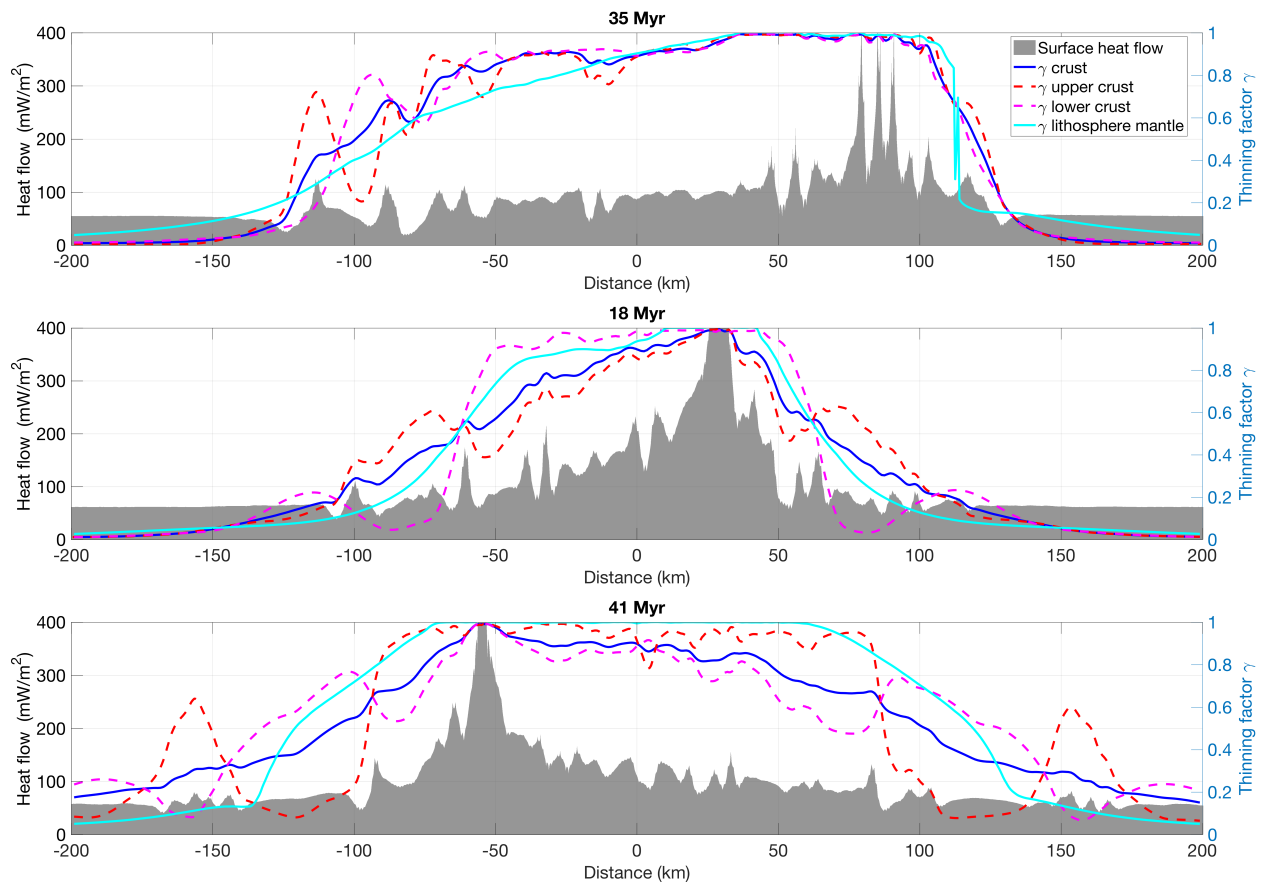 35 Myr
400
300
200
100
0
Heat flow (mW/m²)
1
0.8
0.6
0.4
0.2
0
Thinning factor γ
Surface heat flow
γ crust
γ upper crust
γ lower crust
γ lithosphere mantle
-200 -150 -100 -50 0 50 100 150 200
Distance (km)
18 Myr
400
300
200
100
0
Heat flow (mW/m²)
1
0.8
0.6
0.4
0.2
0
Thinning factor γ
-200 -150 -100 -50 0 50 100 150 200
Distance (km)
41 Myr
400
300
200
100
0
Heat flow (mW/m²)
1
0.8
0.6
0.4
0.2
0
Thinning factor γ
-200 -150 -100 -50 0 50 100 150 200
Distance (km)